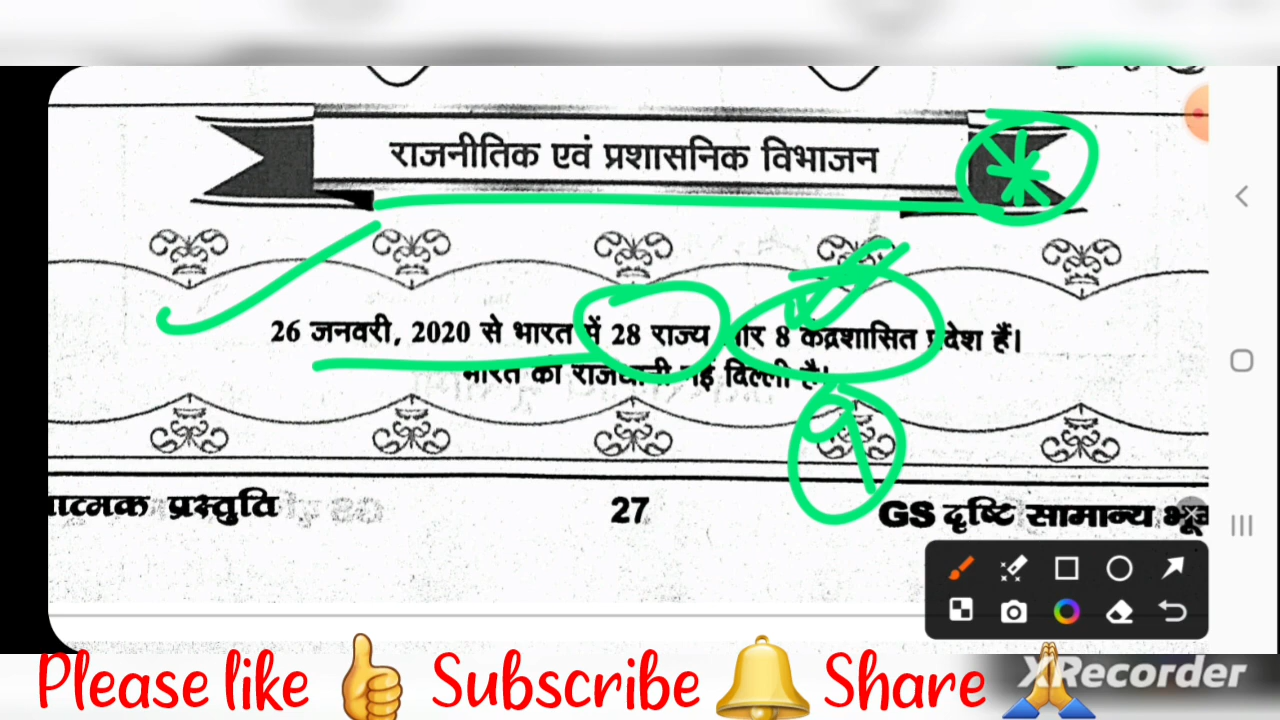 राजनीतिक एवं प्रशासनिक विभाजन
26 जनवरी, 2020 से भारत में 28 राज्य और 8 केंद्रशासित प्रदेश हैं।
भारत की राजधानी नई दिल्ली है।
प्रस्तुति 27 GS दृष्टि सामान्य
Please like Subscribe Share
XRecorder